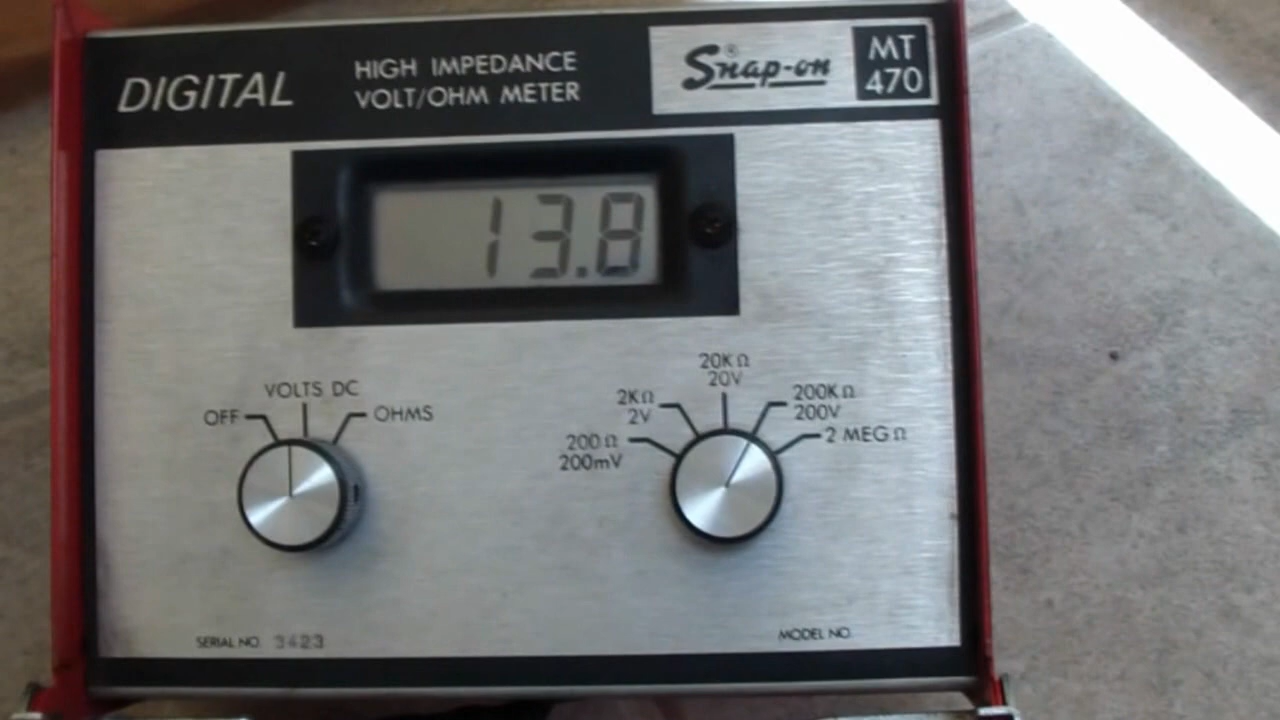 DIGITAL
HIGH IMPEDANCE
VOLT/OHM METER
Snap-on®
MT
470
13.8
OFF
VOLTS DC
OHMS
200 Ω
200mV
2KΩ
2V
20K Ω
20V
200K Ω
200V
2 MEG Ω
SERIAL NO. 3423
MODEL NO.